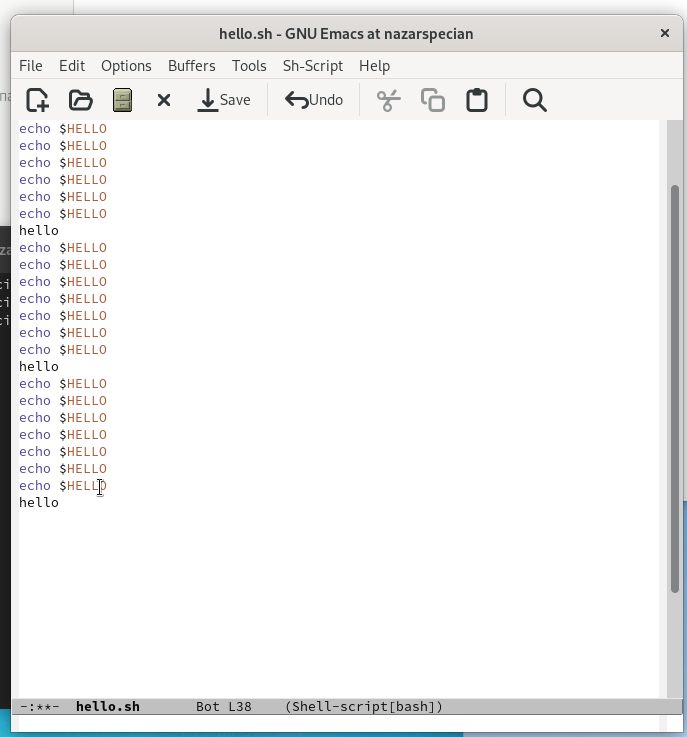 hello.sh - GNU Emacs at nazarspecian
File Edit Options Buffers Tools Sh-Script Help
Save Undo
echo $HELLO
echo $HELLO
echo $HELLO
echo $HELLO
echo $HELLO
echo $HELLO
hello
echo $HELLO
echo $HELLO
echo $HELLO
echo $HELLO
echo $HELLO
echo $HELLO
echo $HELLO
hello
echo $HELLO
echo $HELLO
echo $HELLO
echo $HELLO
echo $HELLO
echo $HELLO
echo $HELLO
hello
-:**- hello.sh Bot L38 (Shell-script[bash])